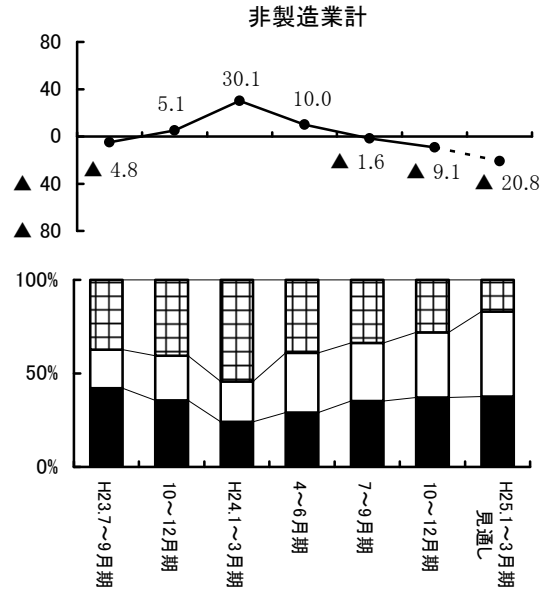 非製造業計
80
40
0
▲ 40
▲ 80
▲ 4.8
5.1
30.1
10.0
▲ 1.6
▲ 9.1
▲ 20.8
100%
50%
0%
H23.7～9月期
10～12月期
H24.1～3月期
4～6月期
7～9月期
10～12月期
H25.1～3月期
見通し